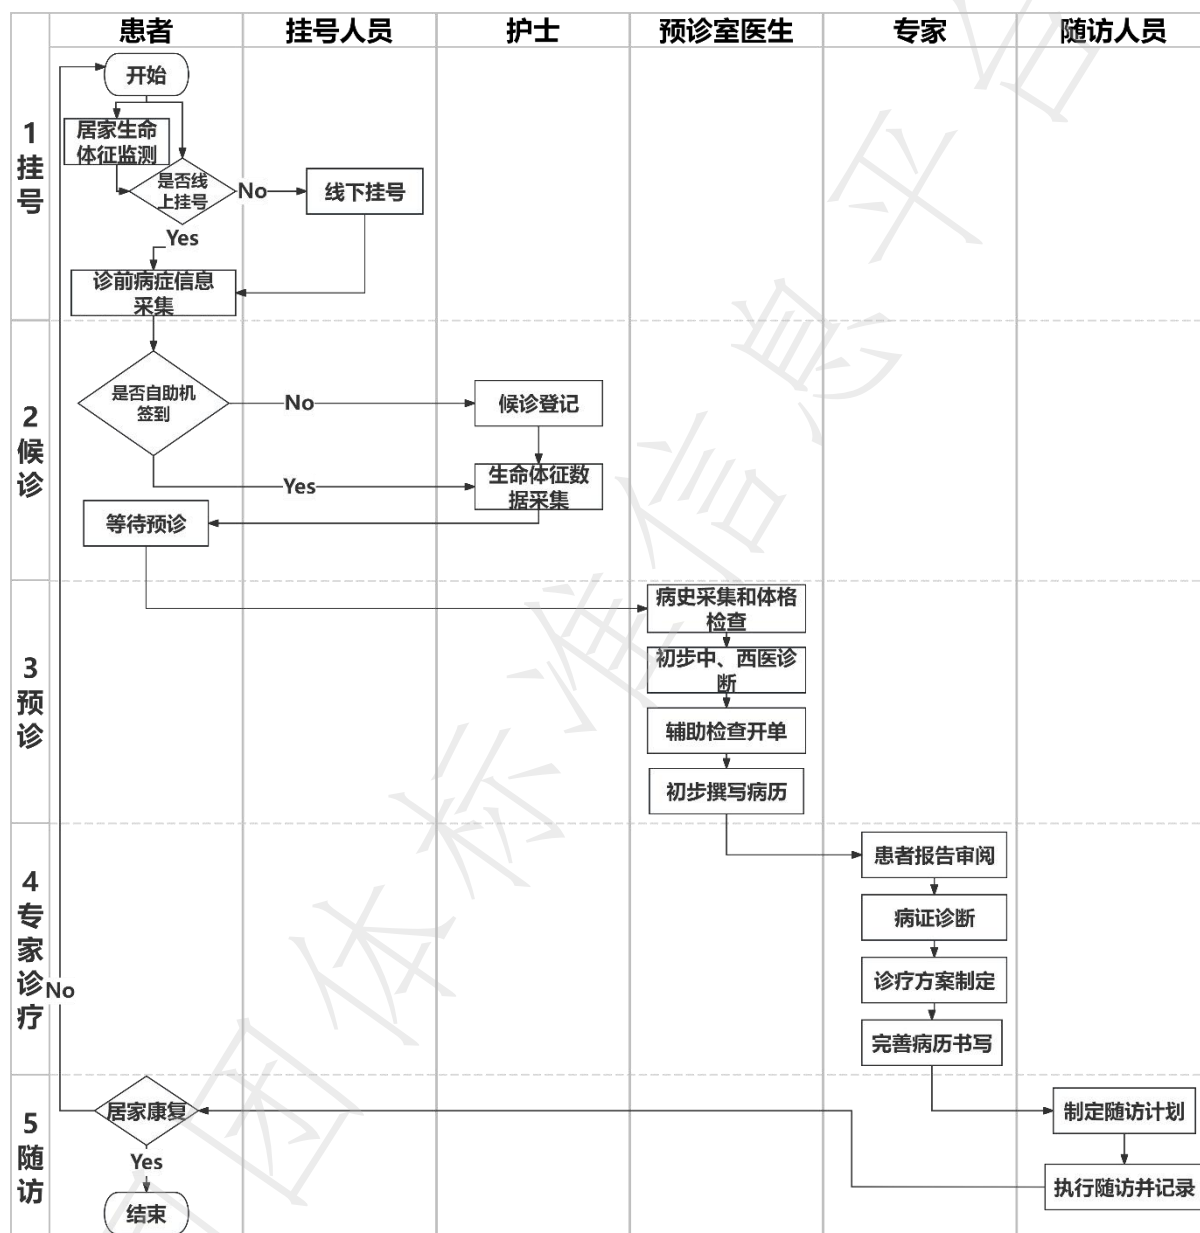 患者
挂号人员
护士
预诊室医生
专家
随访人员
1
挂
号
开始
居家生命
体征监测
是否线
上挂号
No
线下挂号
Yes
诊前病症信息
采集
2
候
诊
是否自助机
签到
No
候诊登记
Yes
生命体征数
据采集
等待预诊
3
预
诊
病史采集和体格
检查
初步中、西医诊
断
辅助检查开单
初步撰写病历
4
专
家
诊
疗
患者报告审阅
病证诊断
诊疗方案制定
完善病历书写
No
5
随
访
居家康复
制定随访计划
Yes
执行随访并记录
结束
团体标准信息平台